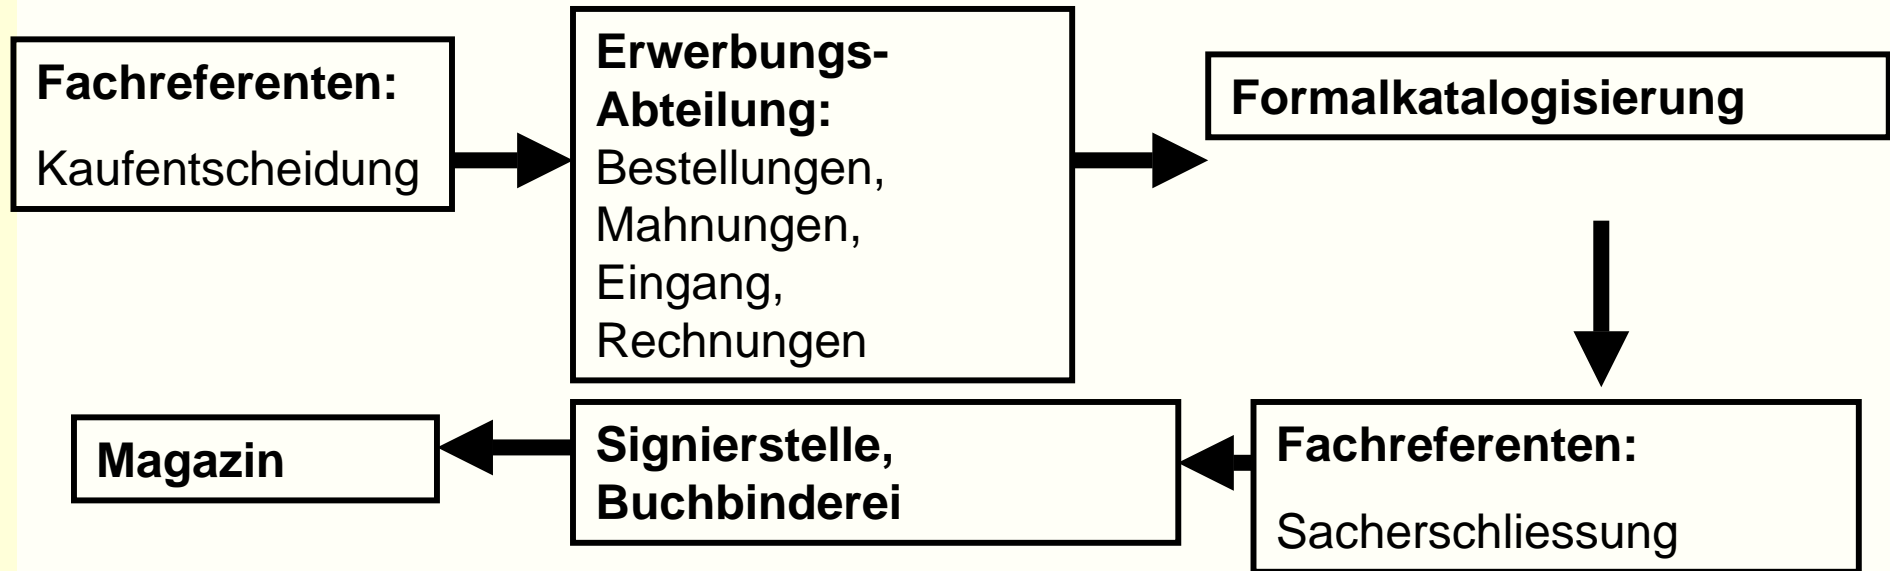 Fachreferenten:
Kaufentscheidung
Erwerbungs-
Abteilung:
Bestellungen,
Mahnungen,
Eingang,
Rechnungen
Formalkatalogisierung
Fachreferenten:
Sacherschliessung
Signierstelle,
Buchbinderei
Magazin